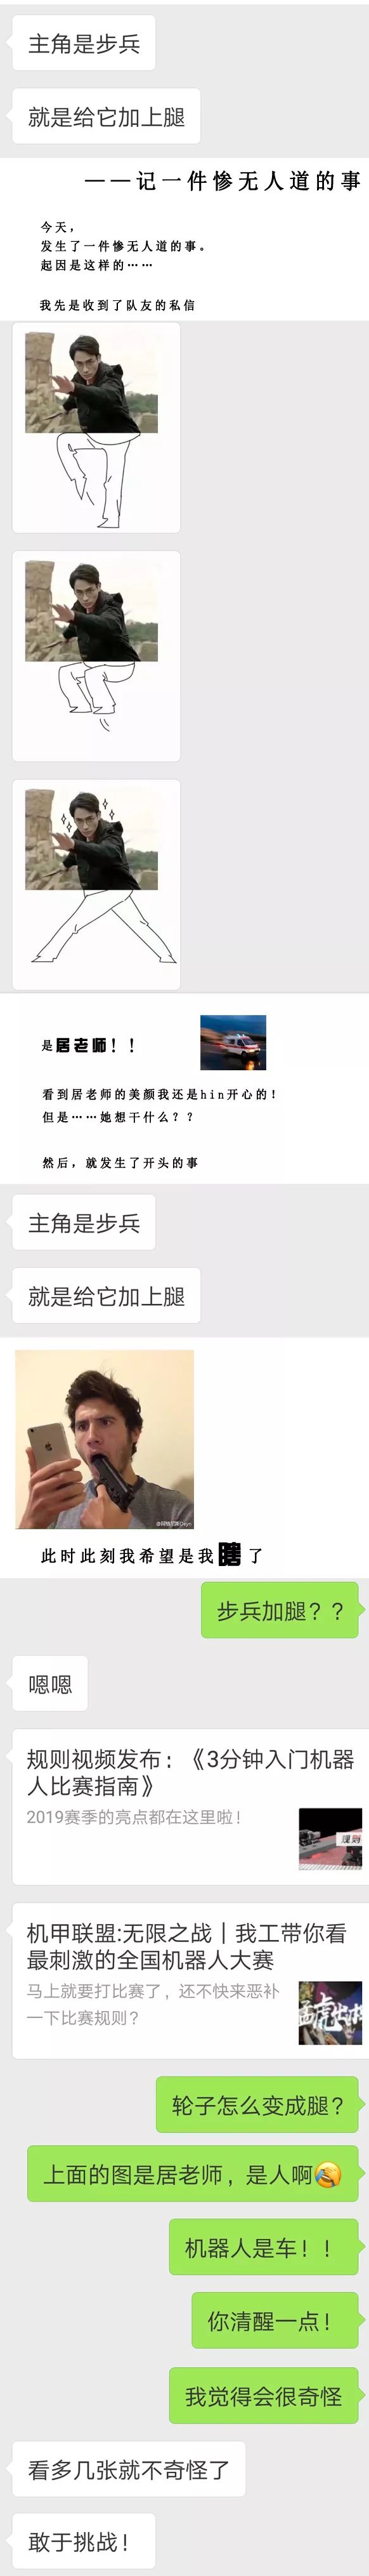 主角是步兵
就是给它加上腿
——记一件惨无人道的事
今天，
发生了一件惨无人道的事。
起因是这样的……
我先是收到了队友的私信
是居老师！！
看到居老师的美颜我还是hin开心的！
但是……她想干什么？？
然后，就发生了开头的事
主角是步兵
就是给它加上腿
此时此刻我希望是我瞎了
步兵加腿？？
嗯嗯
规则视频发布：《3分钟入门机器
人比赛指南》
2019赛季的亮点都在这里啦！
规则
机甲联盟:无限之战丨我工带你看
最刺激的全国机器人大赛
马上就要打比赛了，还不快来恶补
一下比赛规则？
轮子怎么变成腿？
上面的图是居老师，是人啊
机器人是车！！
你清醒一点！
我觉得会很奇怪
看多几张就不奇怪了
敢于挑战！